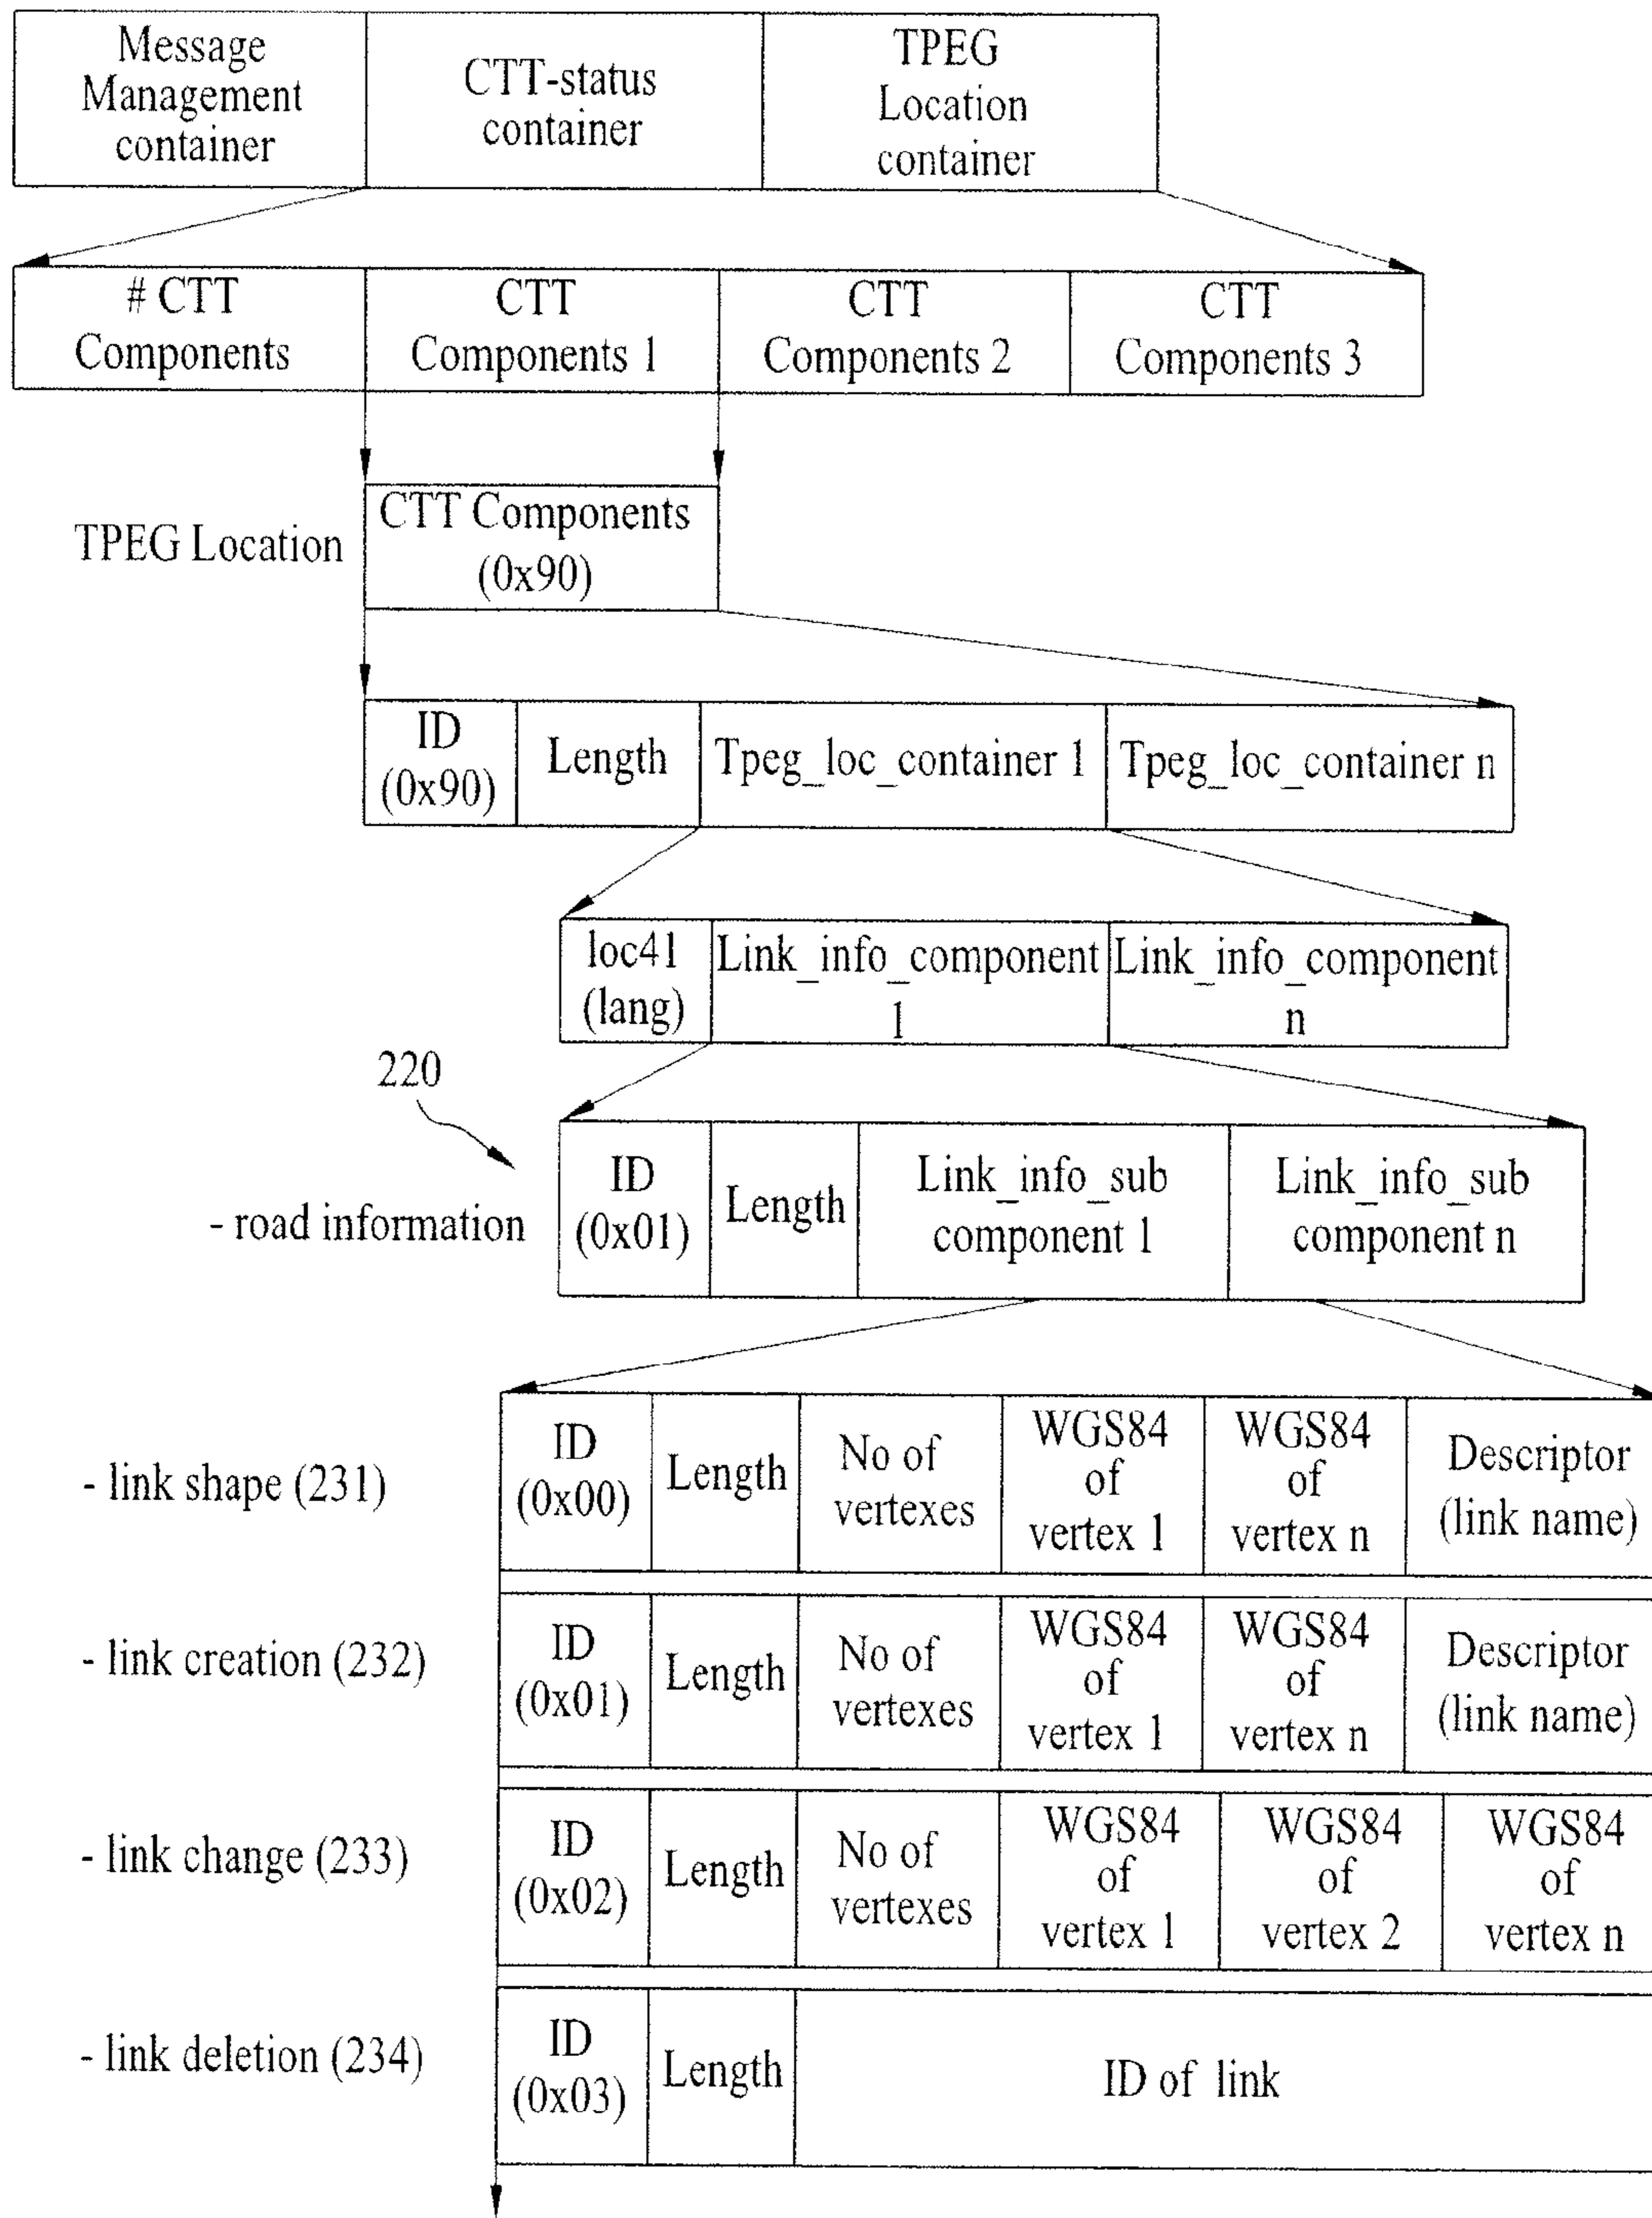 Message
Management
container
CTT-status
container
TPEG
Location
container
# CTT
Components
CTT
Components 1
CTT
Components 2
CTT
Components 3
TPEG Location
CTT Components
(0x90)
ID
(0x90)
Length
Tpeg_loc_container 1
Tpeg_loc_container n
loc41
(lang)
Link_info_component
1
Link_info_component
n
220
- road information
ID
(0x01)
Length
Link_info_sub
component 1
Link_info_sub
component n
- link shape (231)
ID
(0x00)
Length
No of
vertexes
WGS84
of
vertex 1
WGS84
of
vertex n
Descriptor
(link name)
- link creation (232)
ID
(0x01)
Length
No of
vertexes
WGS84
of
vertex 1
WGS84
of
vertex n
Descriptor
(link name)
- link change (233)
ID
(0x02)
Length
No of
vertexes
WGS84
of
vertex 1
WGS84
of
vertex 2
WGS84
of
vertex n
- link deletion (234)
ID
(0x03)
Length
ID of link